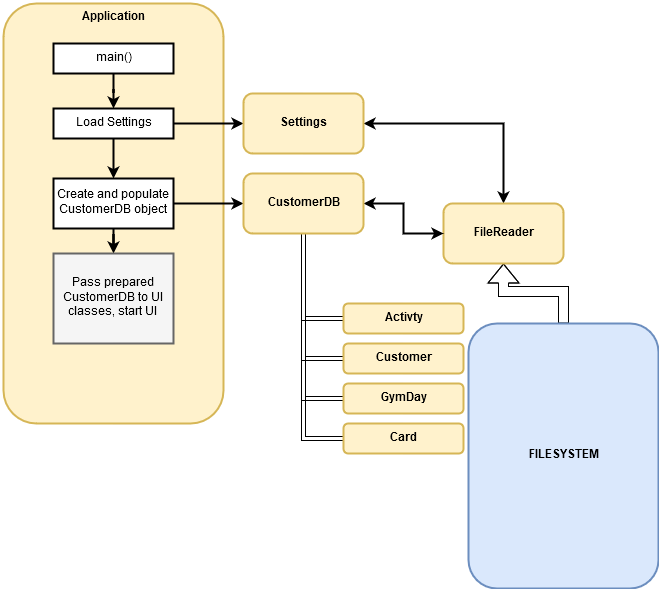 Application
main()
Load Settings
Settings
Create and populate
CustomerDB object
CustomerDB
FileReader
Pass prepared
CustomerDB to UI
classes, start UI
Activty
Customer
GymDay
Card
FILESYSTEM